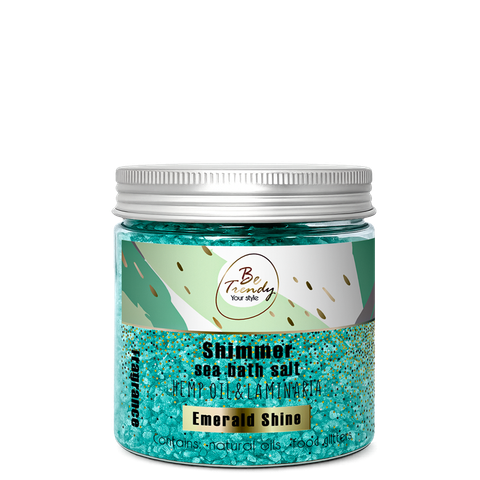 Be
Trendy
Your style
Shimmer
sea bath salt
HEMP OIL & LAMINARIA
Emerald Shine
Contains: natural oils, food glitters
Fragrance